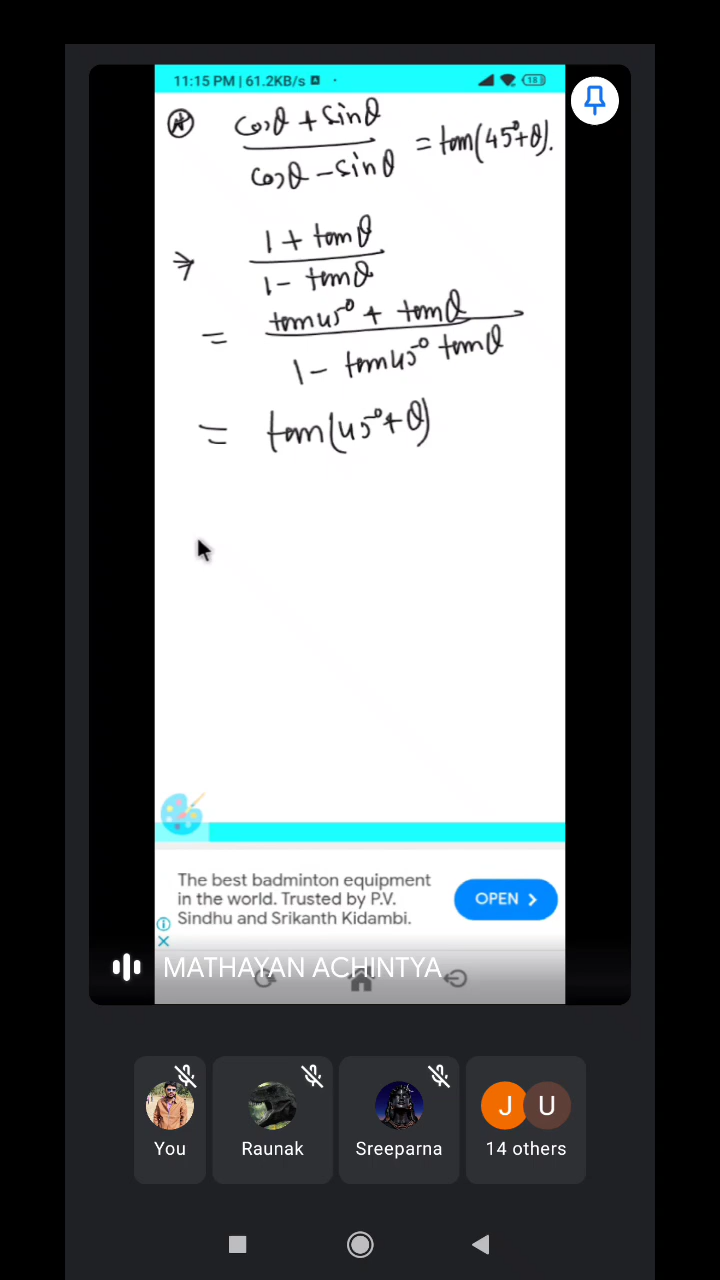 11:15 PM | 61.2KB/s
183
(*) cosθ + sinθ
cosθ - sinθ
= tan(45°+θ).
⇒ 1 + tanθ
1 - tanθ
= tan45° + tanθ
1 - tan45° tanθ
= tan(45°+θ)
The best badminton equipment
in the world. Trusted by P.V.
Sindhu and Srikanth Kidambi.
OPEN >
MATHAYAN ACHINTYA
J U
You Raunak Sreeparna 14 others